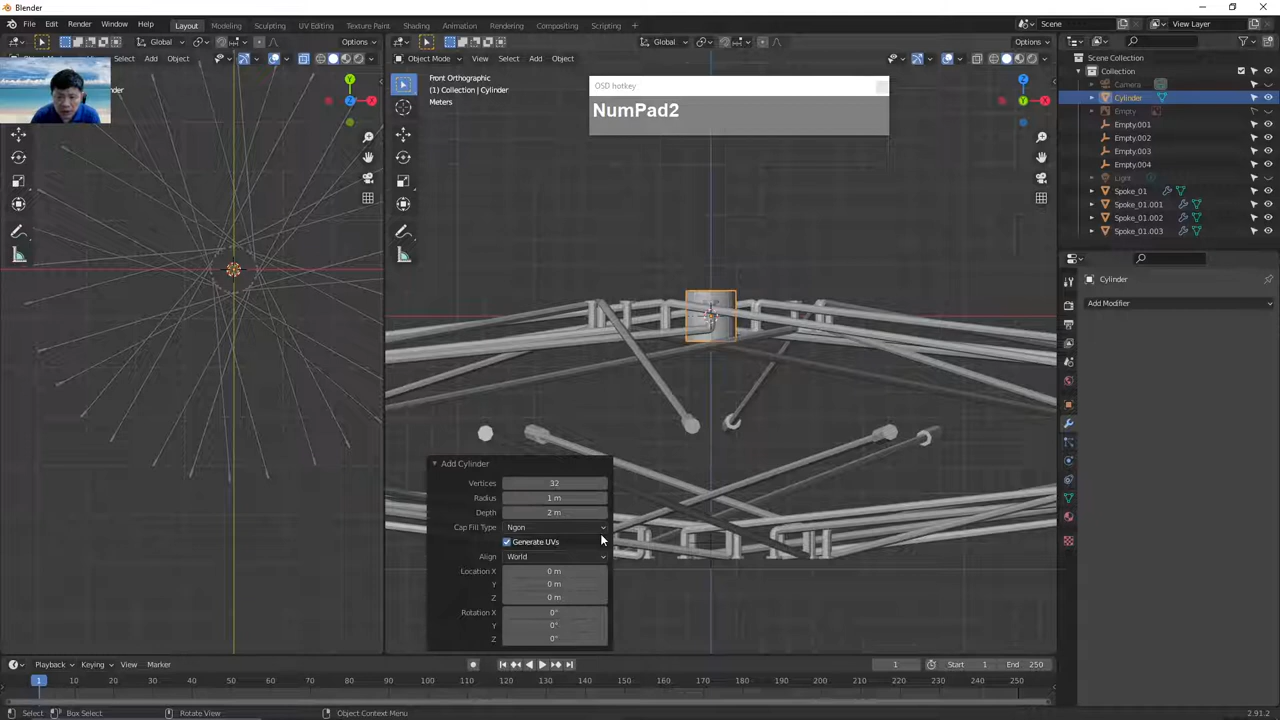 Blender
File Edit Render Window Help Layout Modeling Sculpting UV Editing Texture Paint Shading Animation Rendering Compositing Scripting Scene View Layer
Global Options Global Options
Add Object Object Mode View Select Add Object
Front Orthographic
(1) Collection | Cylinder
Meters
OSD hotkey
NumPad2
Y
X
Z
Z
X
Y
Scene Collection
Collection
Camera
Cylinder
Empty
Empty.001
Empty.002
Empty.003
Empty.004
Light
Spoke_01
Spoke_01.001
Spoke_01.002
Spoke_01.003
Cylinder
Add Modifier
Add Cylinder
Vertices 32
Radius 1 m
Depth 2 m
Cap Fill Type Ngon
Generate UVs
Align World
Location X 0 m
Y 0 m
Z 0 m
Rotation X 0°
Y 0°
Z 0°
Playback Keying View Marker 1 Start 1 End 250
1 10 20 30 40 50 60 70 80 90 100 110 120 130 140 150 160 170 180 190 200 210 220 230 240 250
Select Box Select Rotate View Object Context Menu 2.91.2